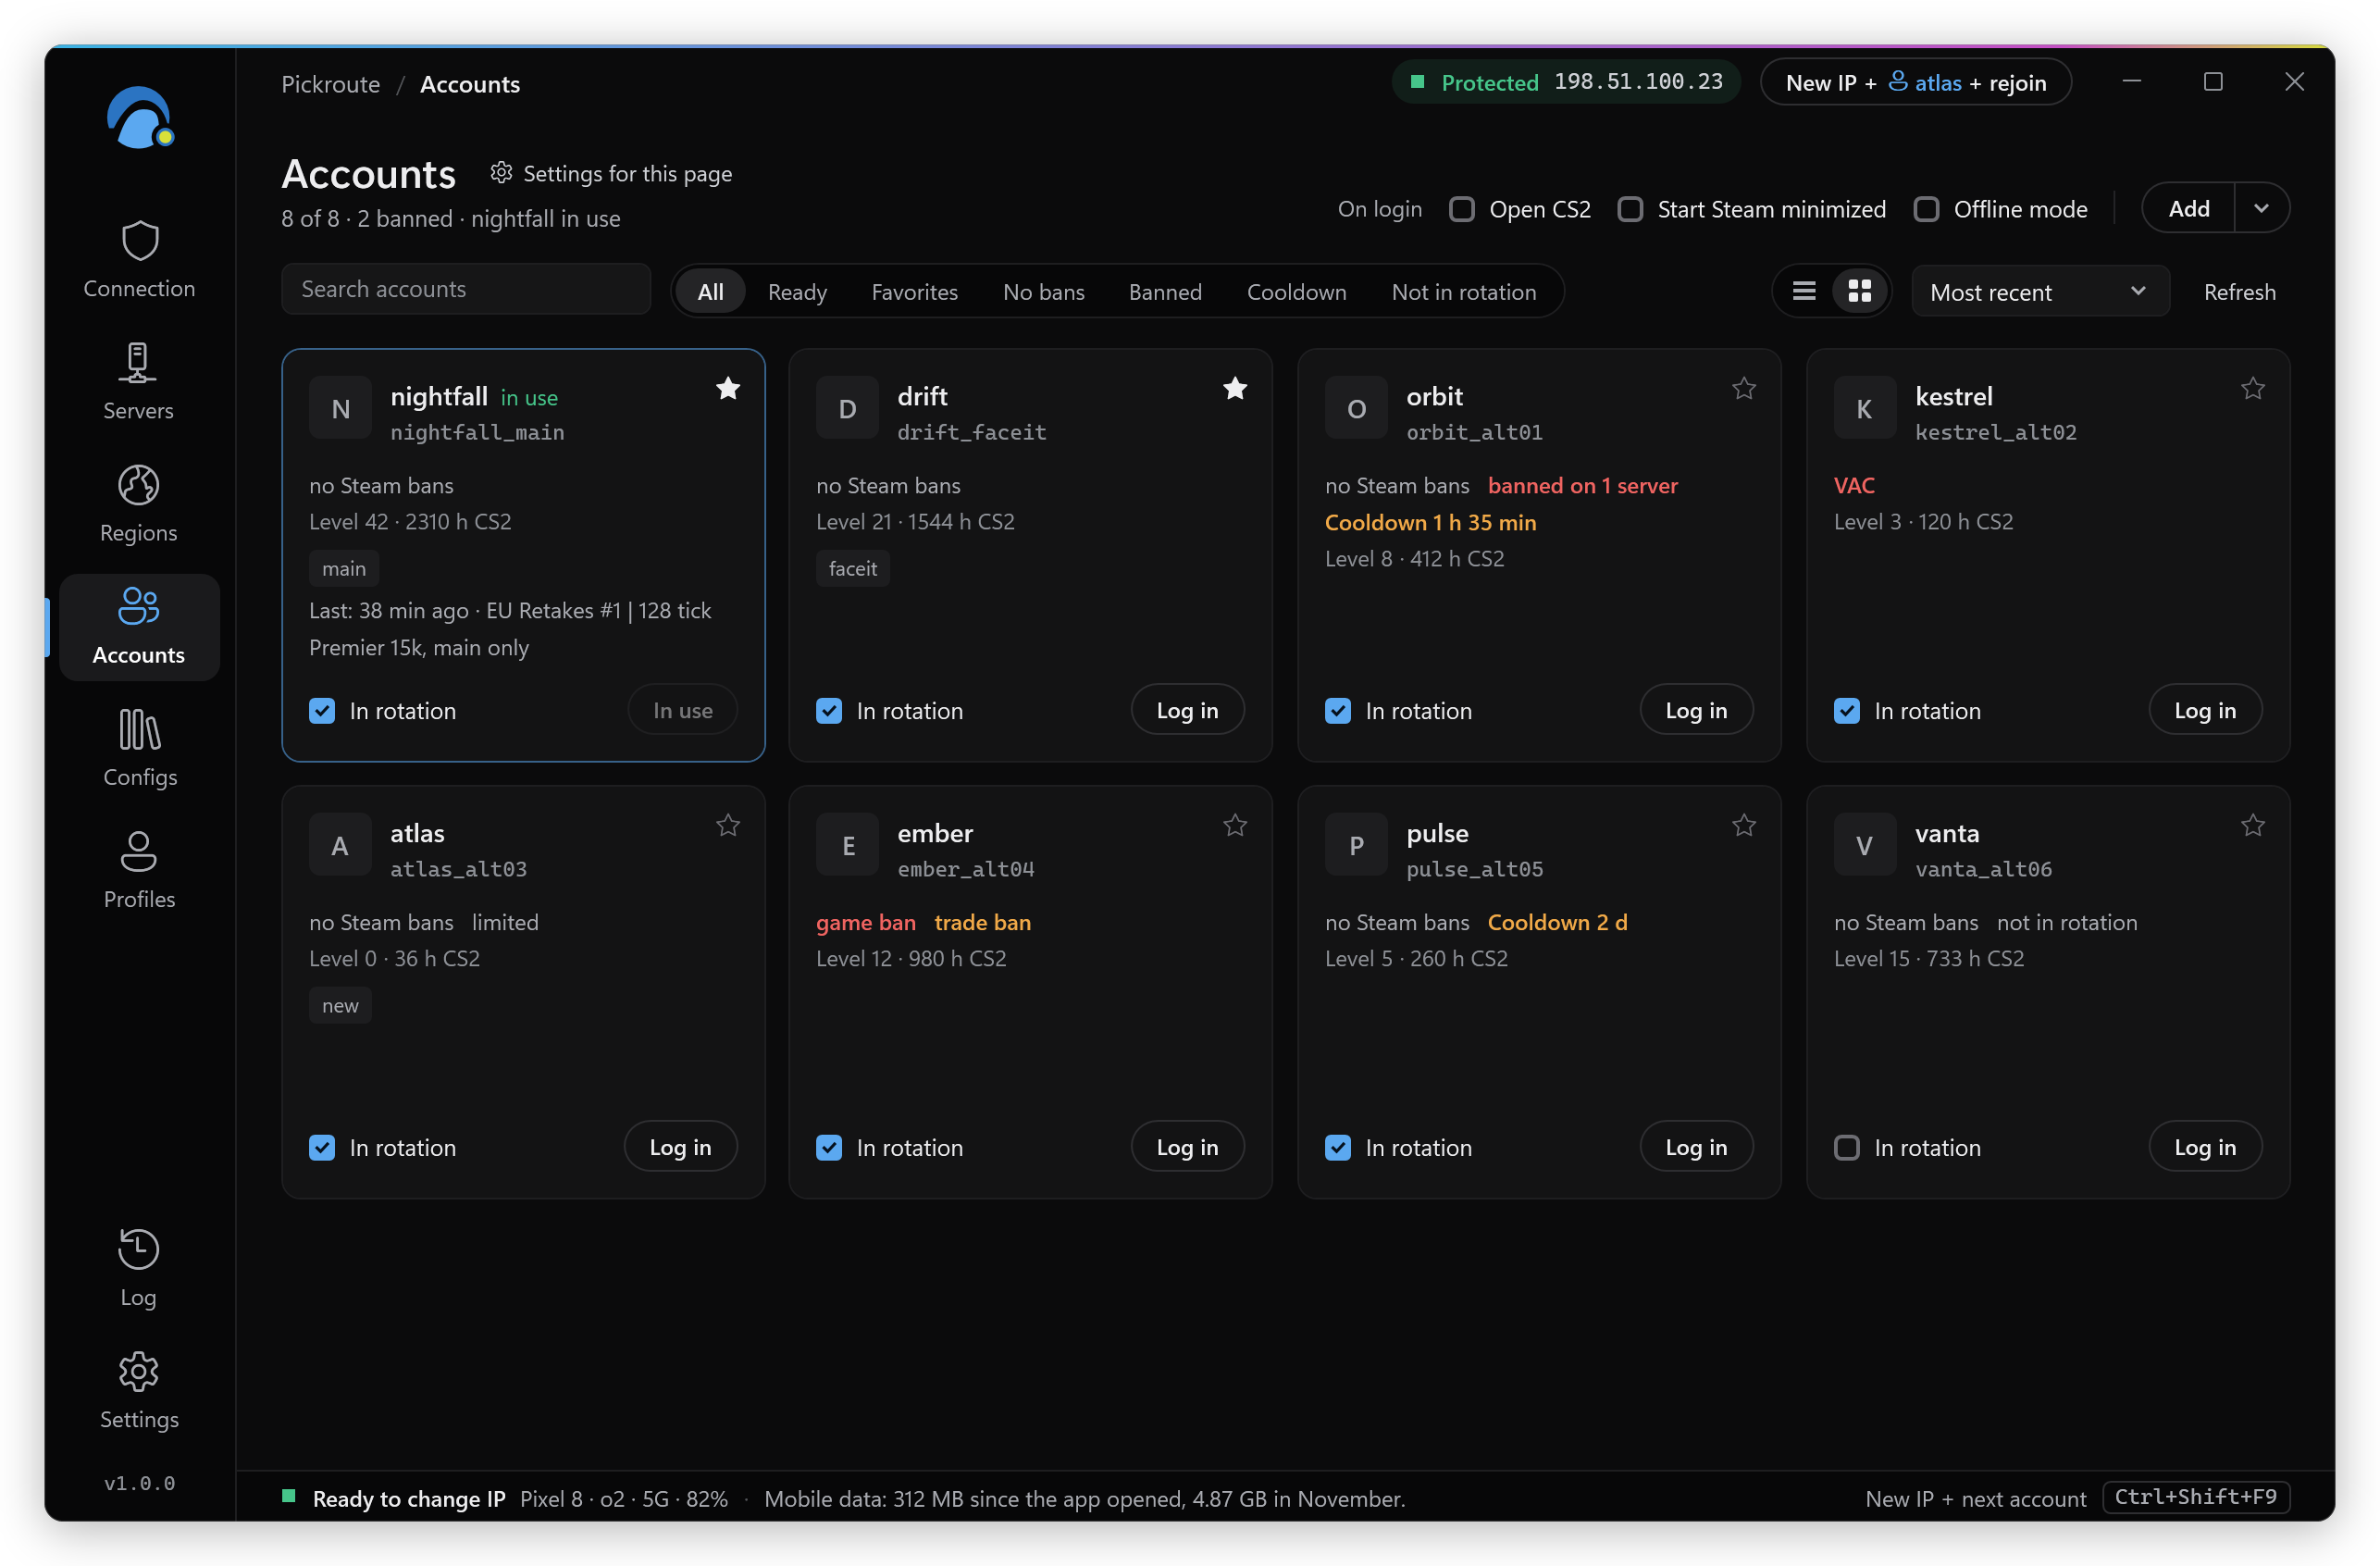 Pickroute / Accounts
Protected 198.51.100.23
New IP + atlas + rejoin
Connection
Servers
Regions
Accounts
Configs
Profiles
Log
Settings
v1.0.0
Accounts
Settings for this page
8 of 8 · 2 banned · nightfall in use
On login Open CS2 Start Steam minimized Offline mode
Add
Search accounts
All Ready Favorites No bans Banned Cooldown Not in rotation
Most recent
Refresh
N
nightfall in use
nightfall_main
no Steam bans
Level 42 · 2310 h CS2
main
Last: 38 min ago · EU Retakes #1 | 128 tick
Premier 15k, main only
In rotation In use
D
drift
drift_faceit
no Steam bans
Level 21 · 1544 h CS2
faceit
In rotation Log in
O
orbit
orbit_alt01
no Steam bans banned on 1 server
Cooldown 1 h 35 min
Level 8 · 412 h CS2
In rotation Log in
K
kestrel
kestrel_alt02
VAC
Level 3 · 120 h CS2
In rotation Log in
A
atlas
atlas_alt03
no Steam bans limited
Level 0 · 36 h CS2
new
In rotation Log in
E
ember
ember_alt04
game ban trade ban
Level 12 · 980 h CS2
In rotation Log in
P
pulse
pulse_alt05
no Steam bans Cooldown 2 d
Level 5 · 260 h CS2
In rotation Log in
V
vanta
vanta_alt06
no Steam bans not in rotation
Level 15 · 733 h CS2
In rotation Log in
Ready to change IP Pixel 8 · o2 · 5G · 82% · Mobile data: 312 MB since the app opened, 4.87 GB in November.
New IP + next account Ctrl+Shift+F9